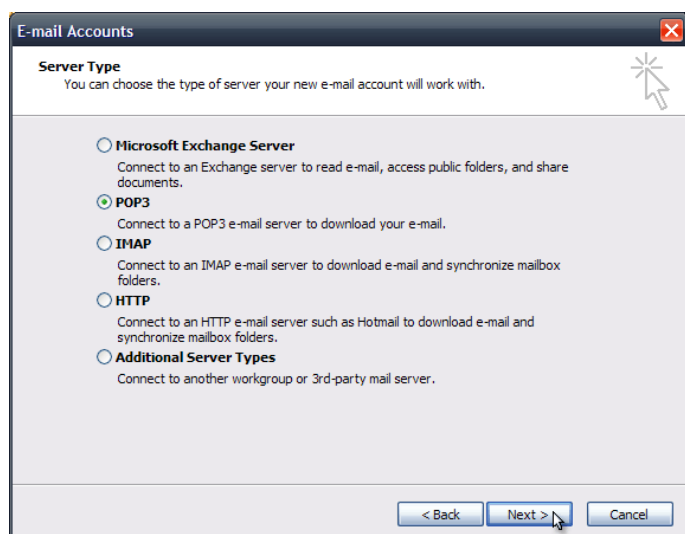 E-mail Accounts
Server Type
You can choose the type of server your new e-mail account will work with.
Microsoft Exchange Server
Connect to an Exchange server to read e-mail, access public folders, and share
documents.
POP3
Connect to a POP3 e-mail server to download your e-mail.
IMAP
Connect to an IMAP e-mail server to download e-mail and synchronize mailbox
folders.
HTTP
Connect to an HTTP e-mail server such as Hotmail to download e-mail and
synchronize mailbox folders.
Additional Server Types
Connect to another workgroup or 3rd-party mail server.
< Back Next > Cancel